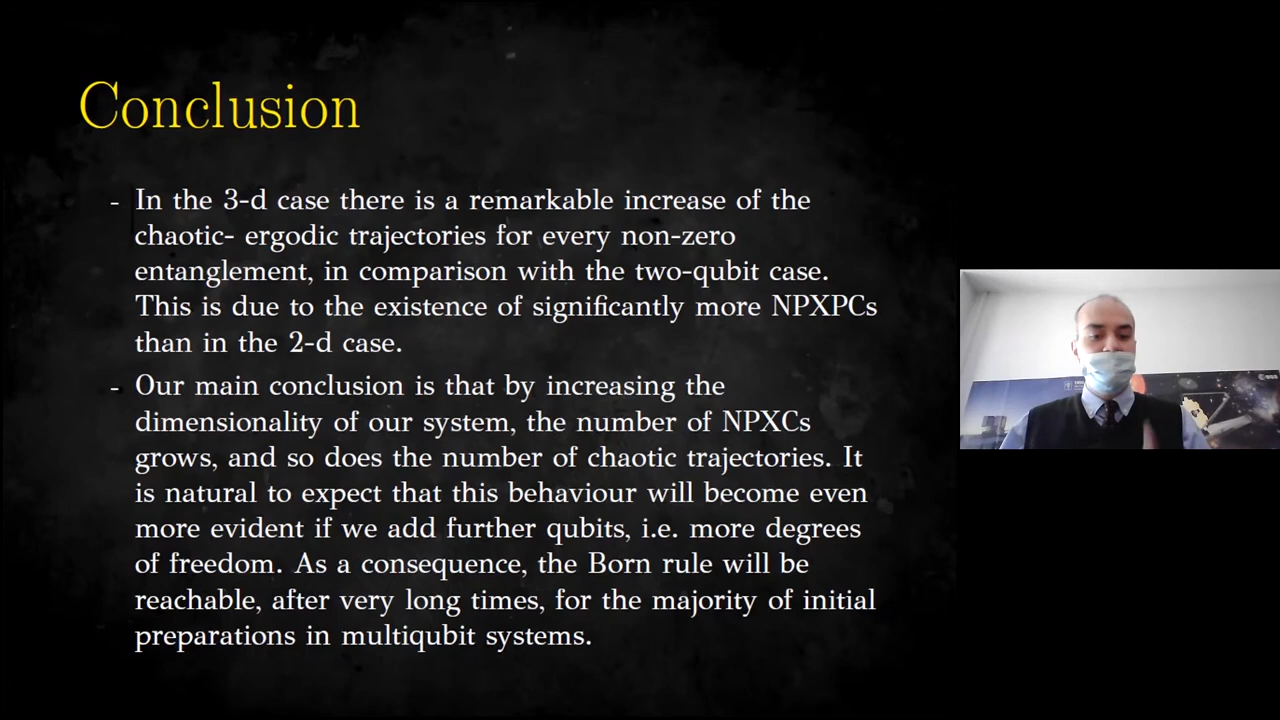 Conclusion
- In the 3-d case there is a remarkable increase of the
chaotic- ergodic trajectories for every non-zero
entanglement, in comparison with the two-qubit case.
This is due to the existence of significantly more NPXPCs
than in the 2-d case.
- Our main conclusion is that by increasing the
dimensionality of our system, the number of NPXCs
grows, and so does the number of chaotic trajectories. It
is natural to expect that this behaviour will become even
more evident if we add further qubits, i.e. more degrees
of freedom. As a consequence, the Born rule will be
reachable, after very long times, for the majority of initial
preparations in multiqubit systems.